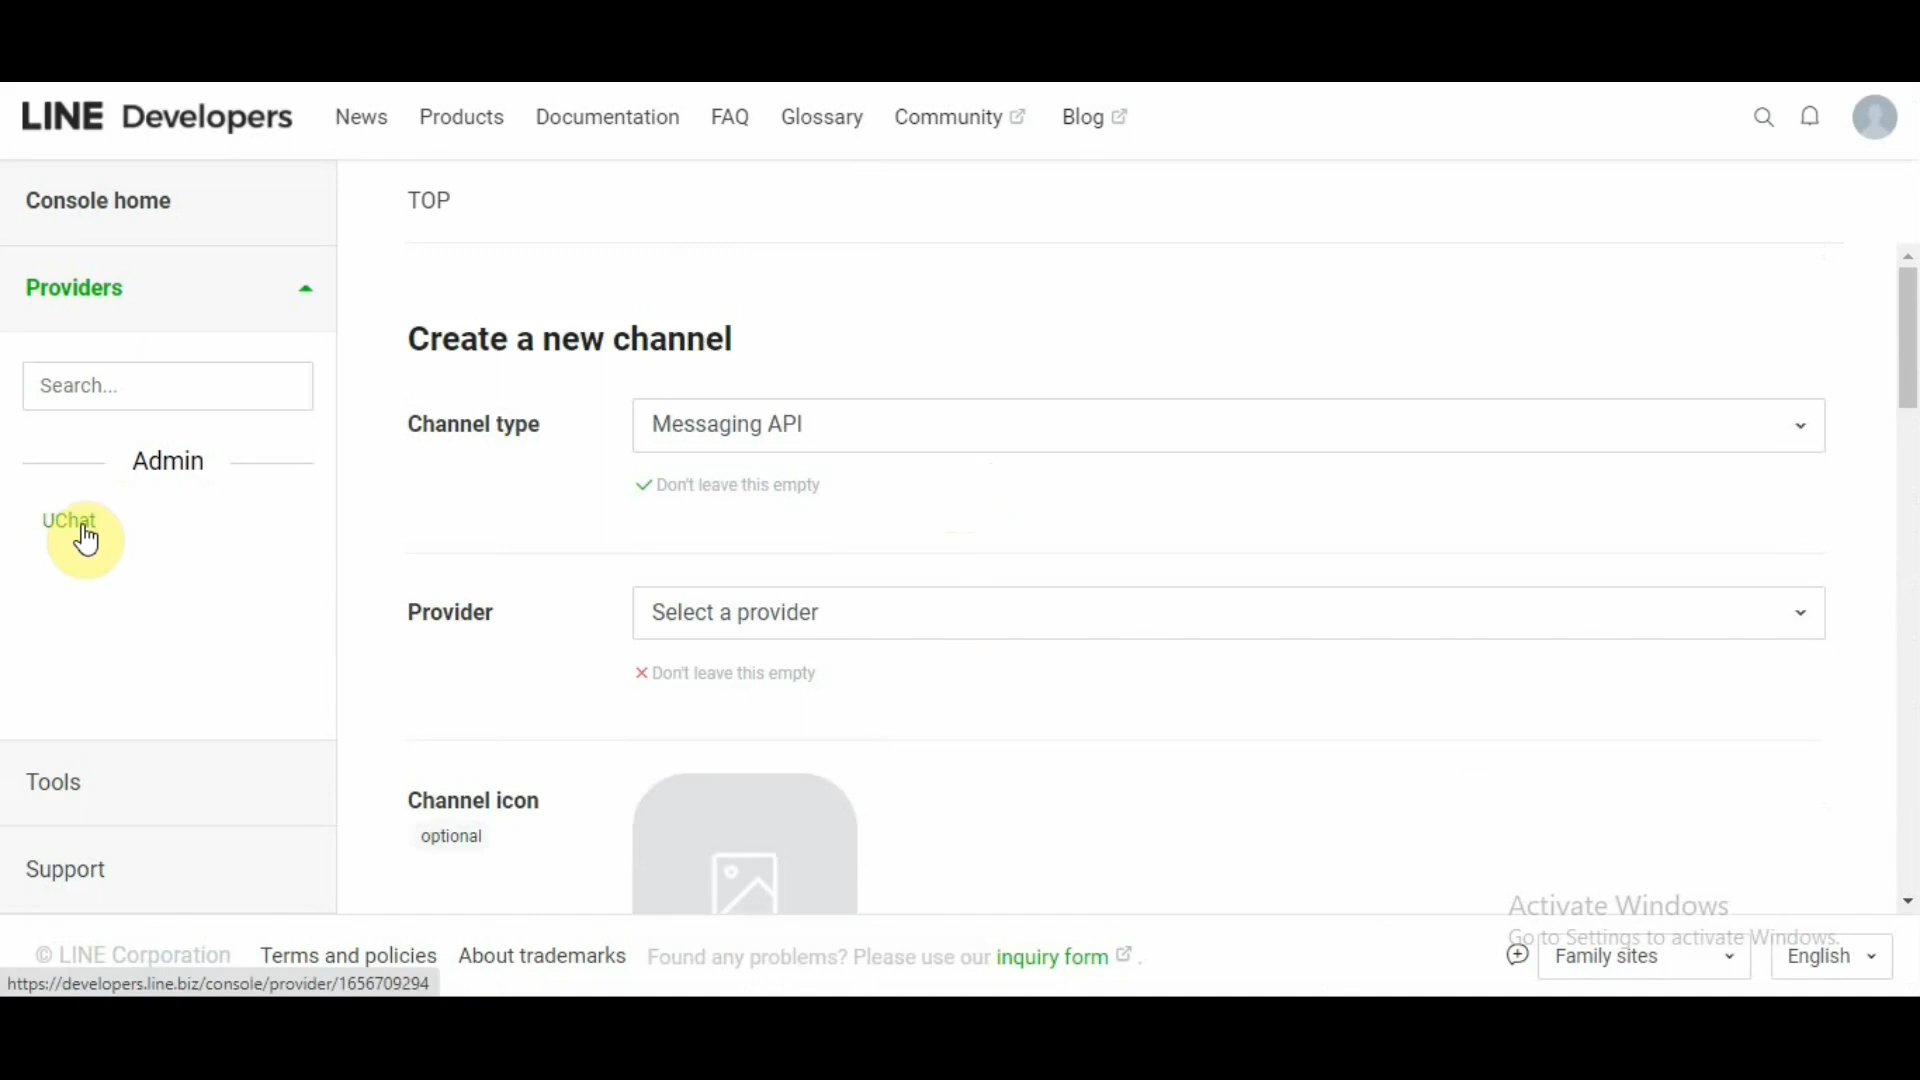 LINE Developers News Products Documentation FAQ Glossary Community Blog
Console home
TOP
Providers
Create a new channel
Search...
Channel type
Messaging API
Admin
Don't leave this empty
UChat
Provider
Select a provider
Don't leave this empty
Tools
Channel icon
optional
Support
Activate Windows
Go to Settings to activate Windows.
© LINE Corporation Terms and policies About trademarks Found any problems? Please use our inquiry form .
Family sites
English
https://developers.line.biz/console/provider/1656709294